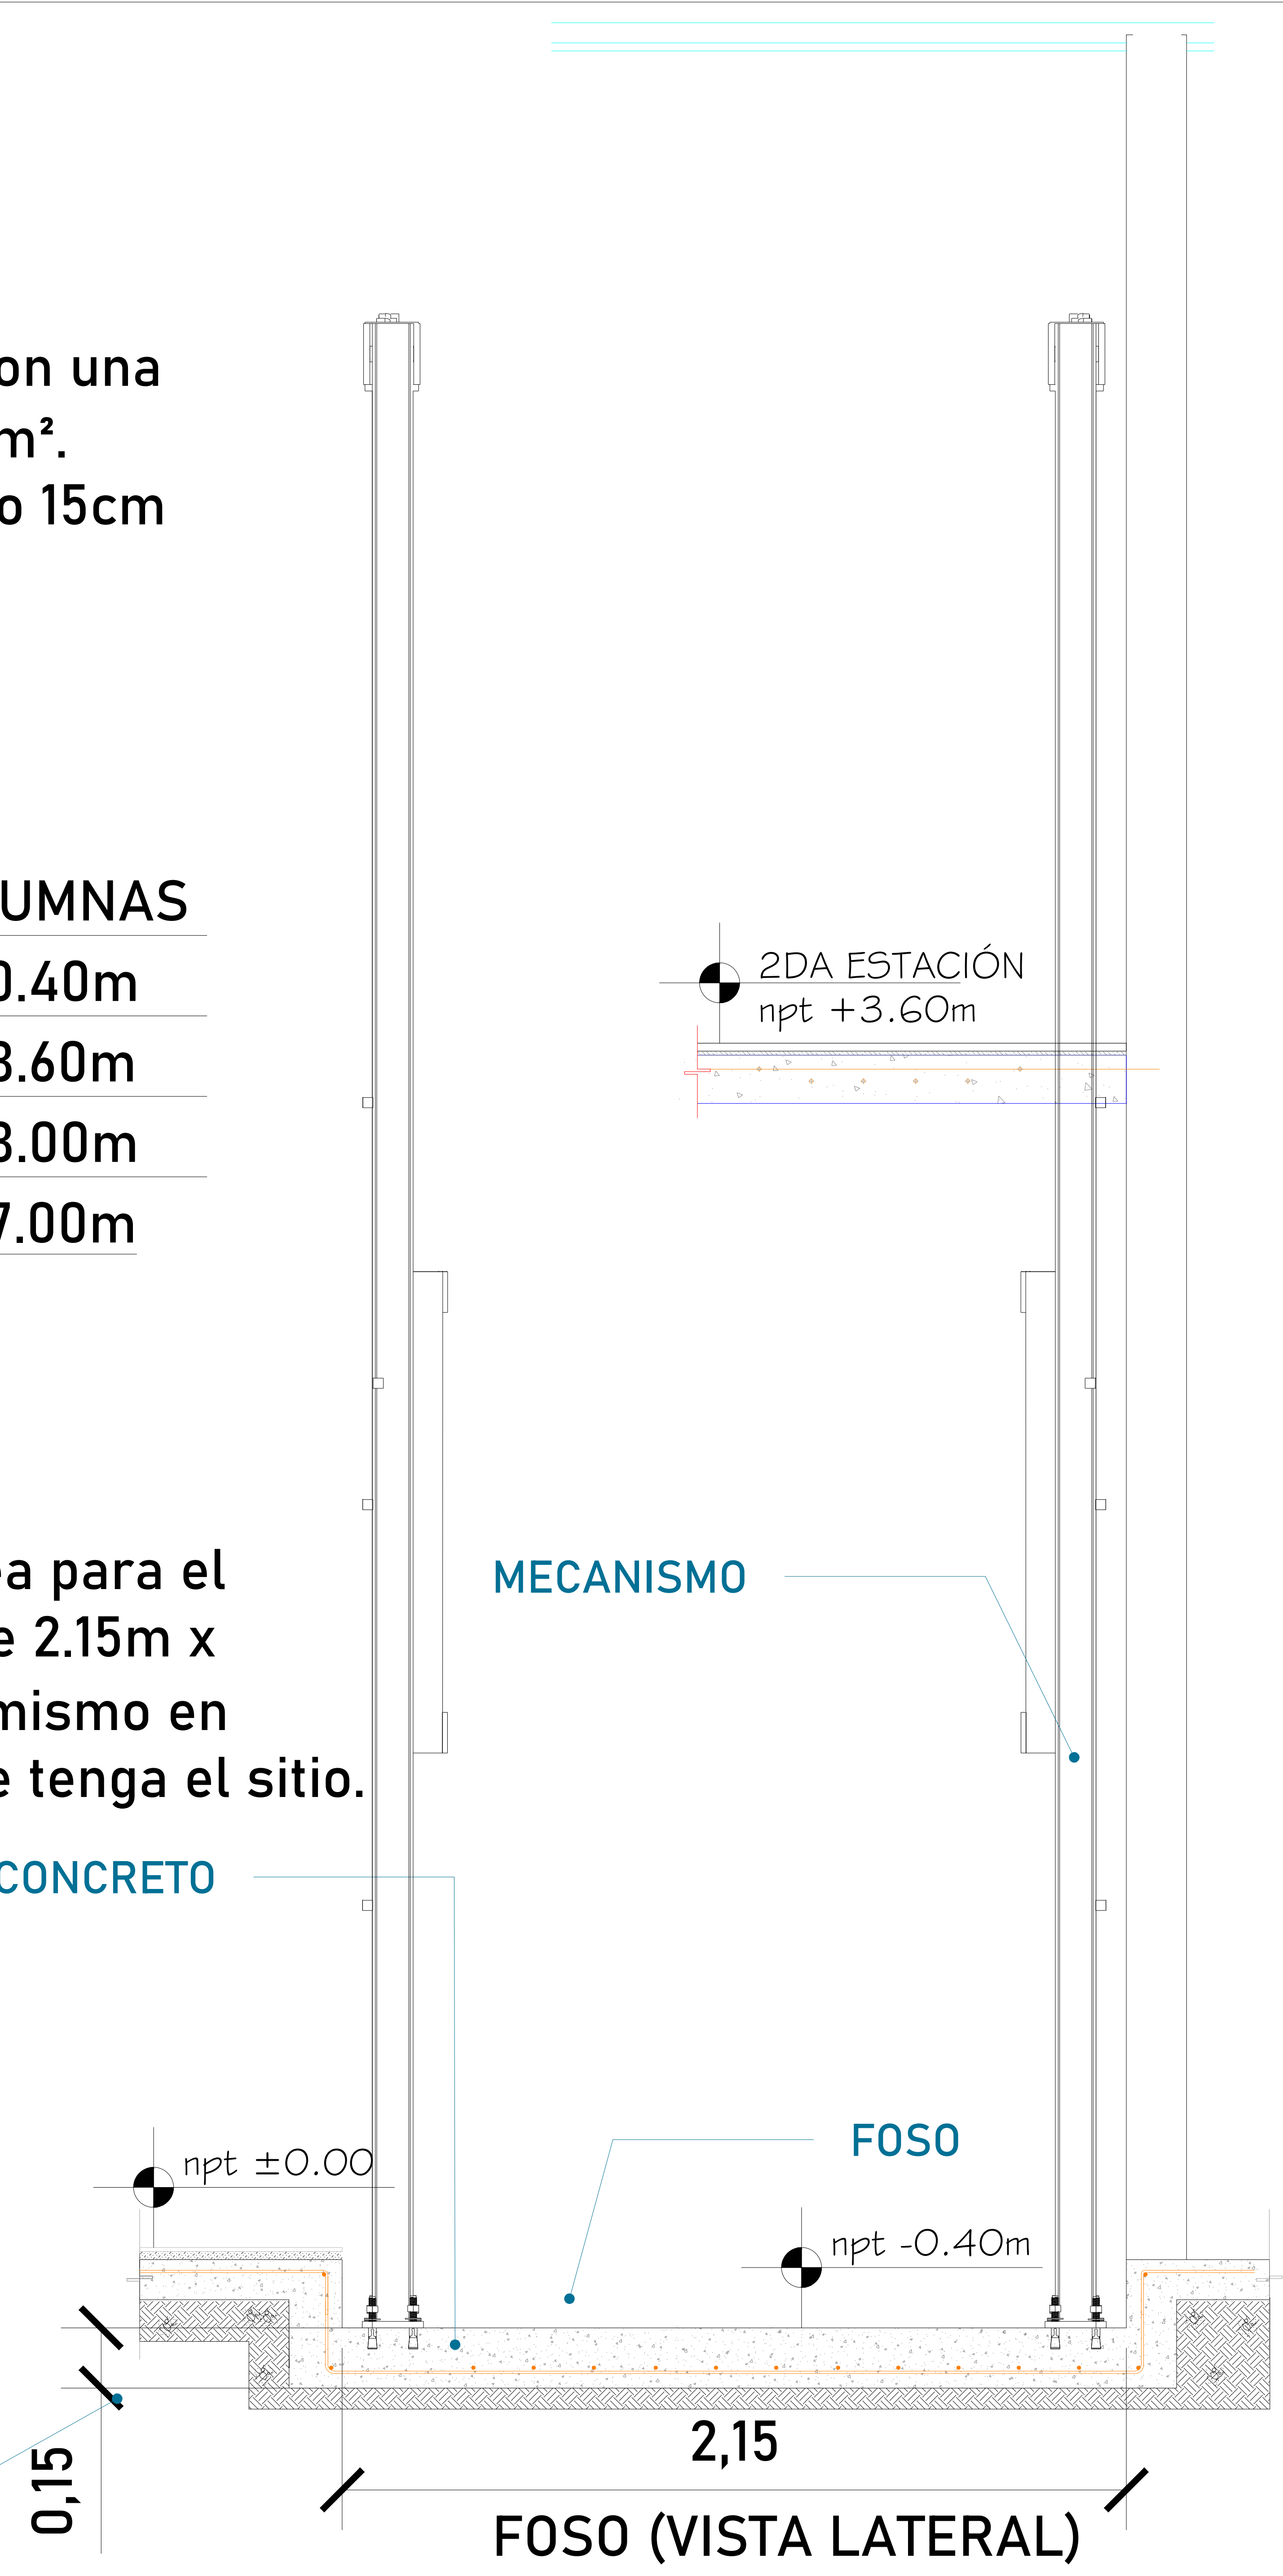 on una
m².
o 15cm
UMNAS
0.40m
3.60m
3.00m
7.00m
2DA ESTACIÓN
npt +3.60m
a para el
e 2.15m x
mismo en
e tenga el sitio.
MECANISMO
CONCRETO
FOSO
npt ±0.00
npt -0.40m
0,15
2,15
FOSO (VISTA LATERAL)